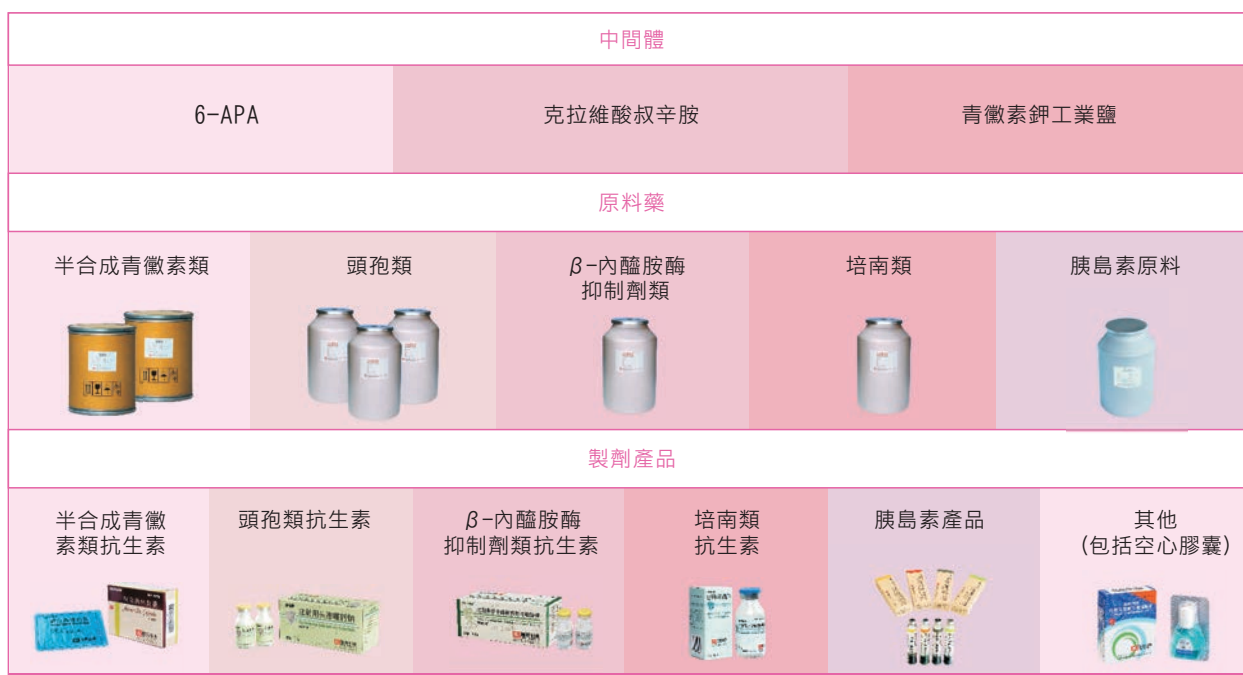 中間體
6-APA
克拉維酸叔辛胺
青黴素鉀工業鹽
原料藥
半合成青黴素類
頭孢類
β-內醯胺酶
抑制劑類
培南類
胰島素原料
製劑產品
半合成青黴
素類抗生素
頭孢類抗生素
β-內醯胺酶
抑制劑類抗生素
培南類
抗生素
胰島素產品
其他
(包括空心膠囊)